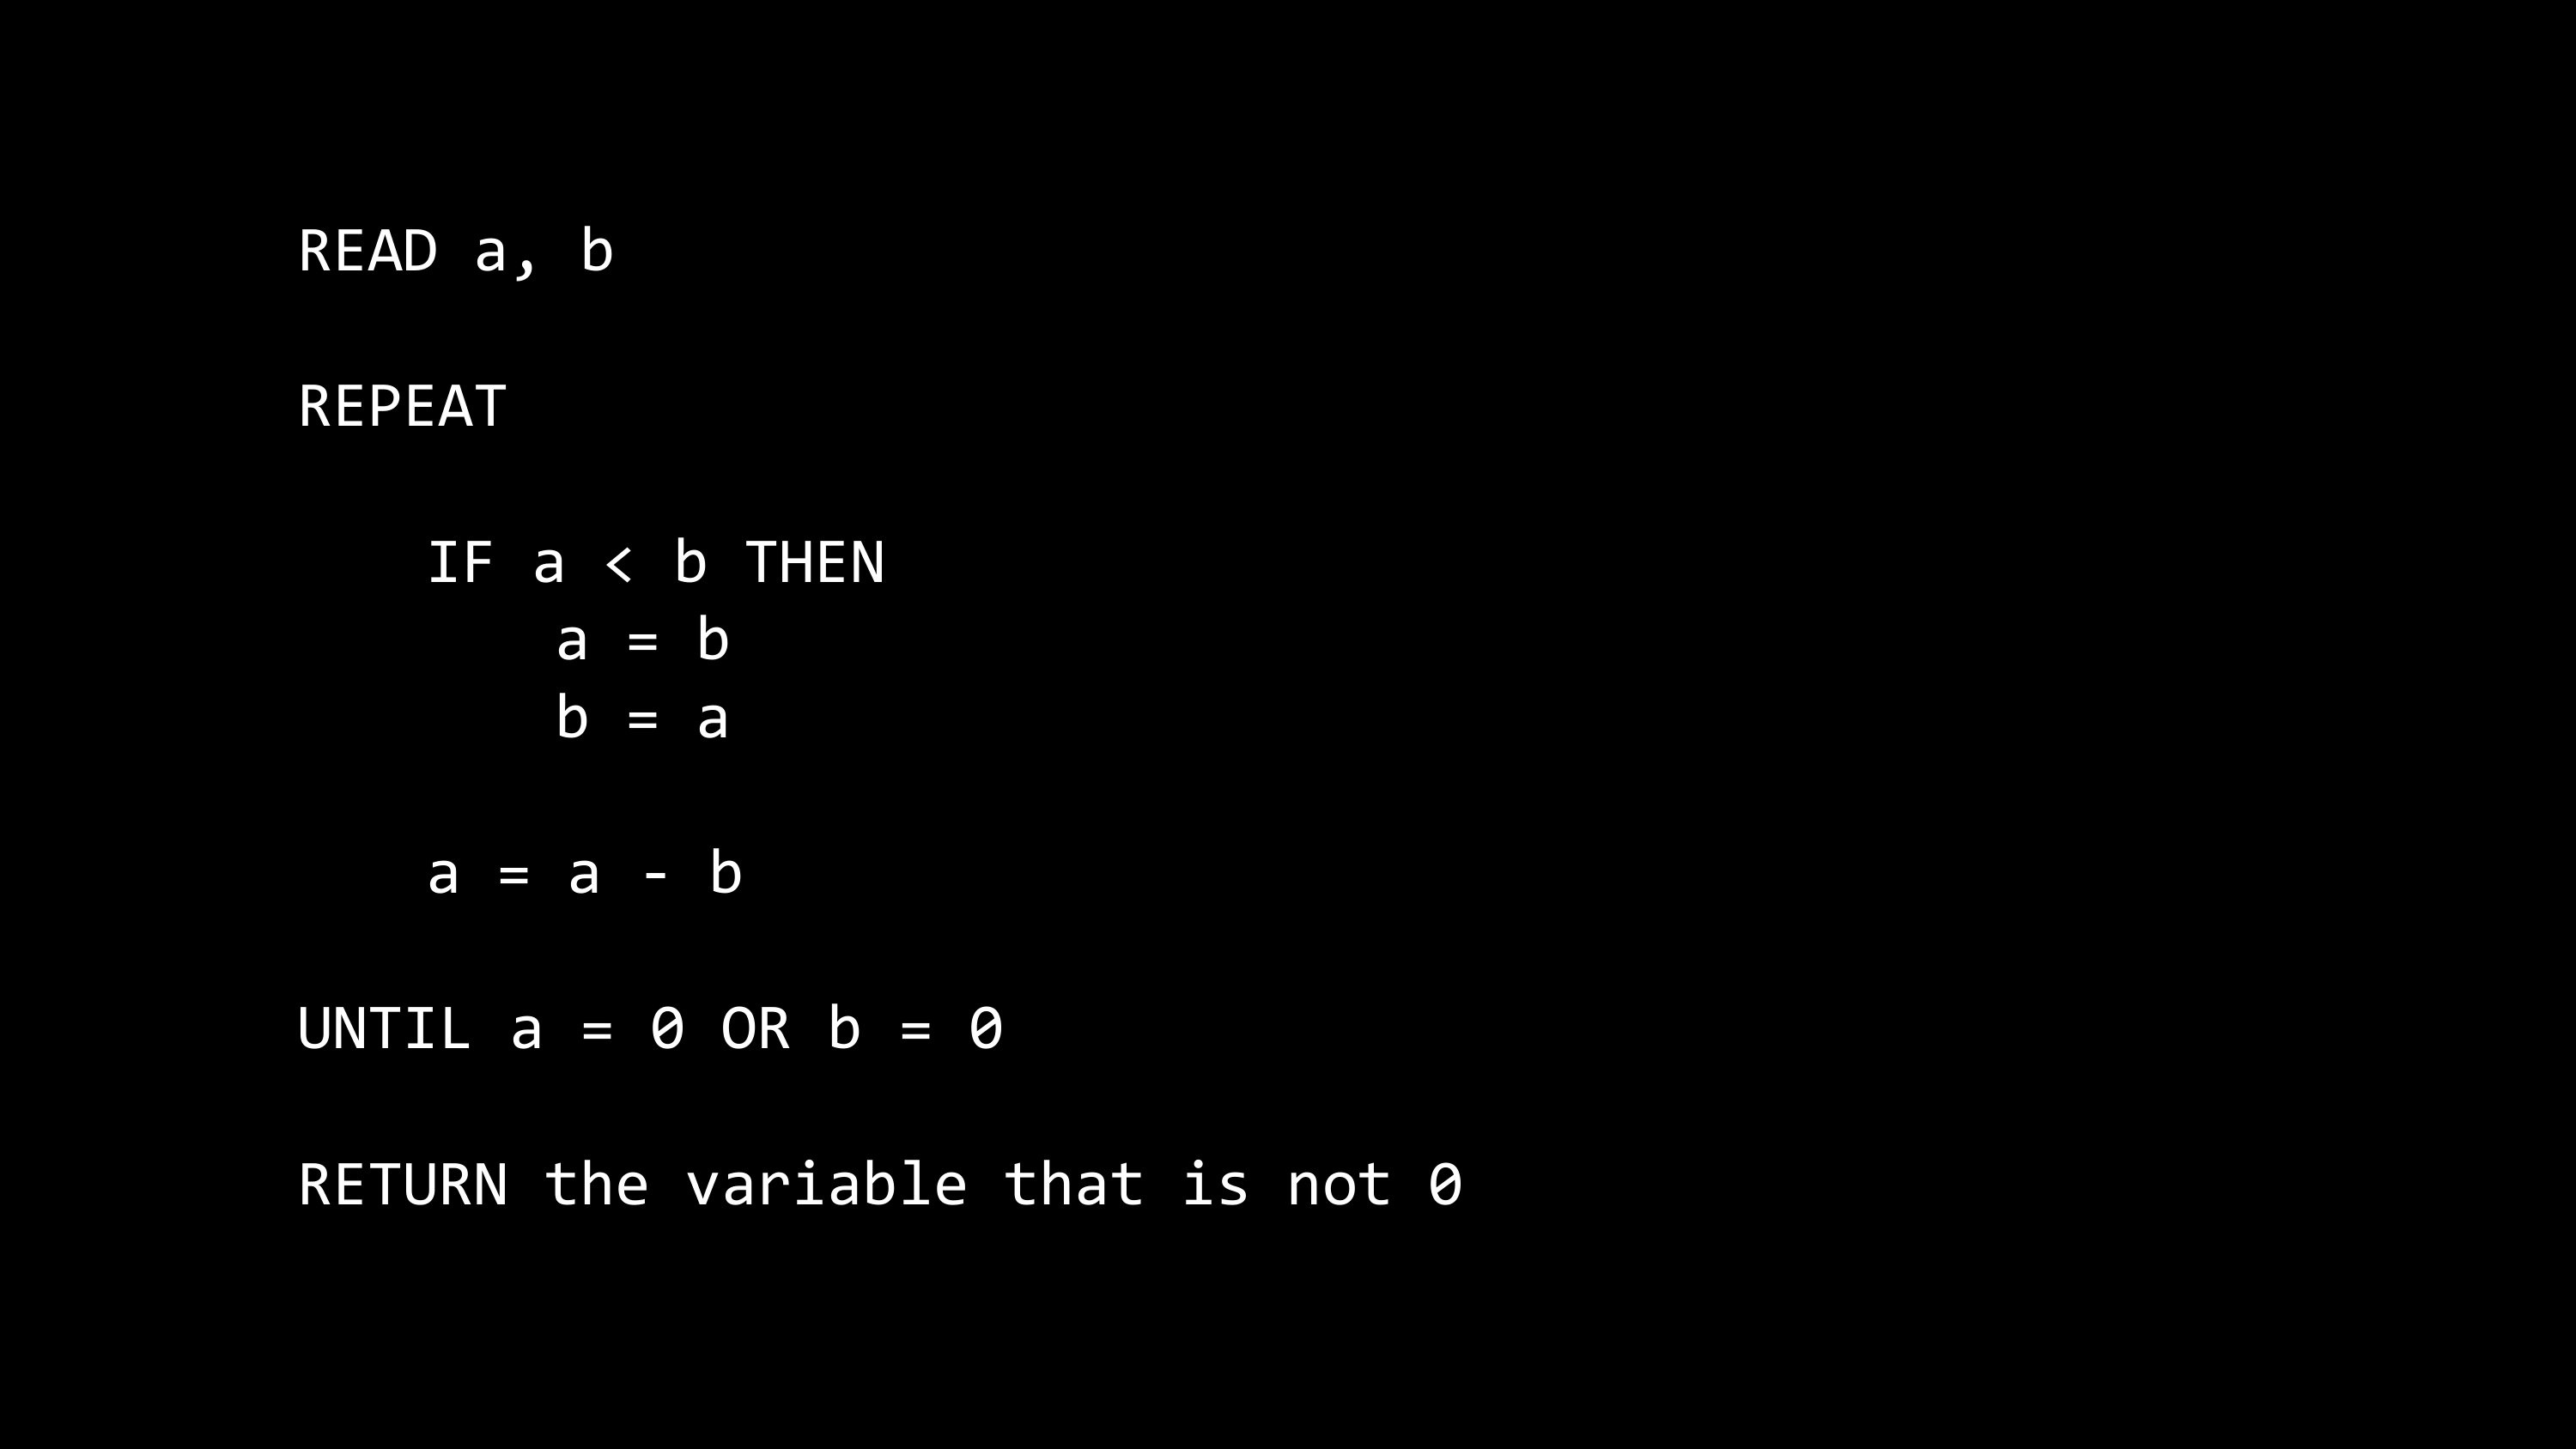 READ a, b
REPEAT
IF a < b THEN
a = b
b = a
a = a - b
UNTIL a = 0 OR b = 0
RETURN the variable that is not 0